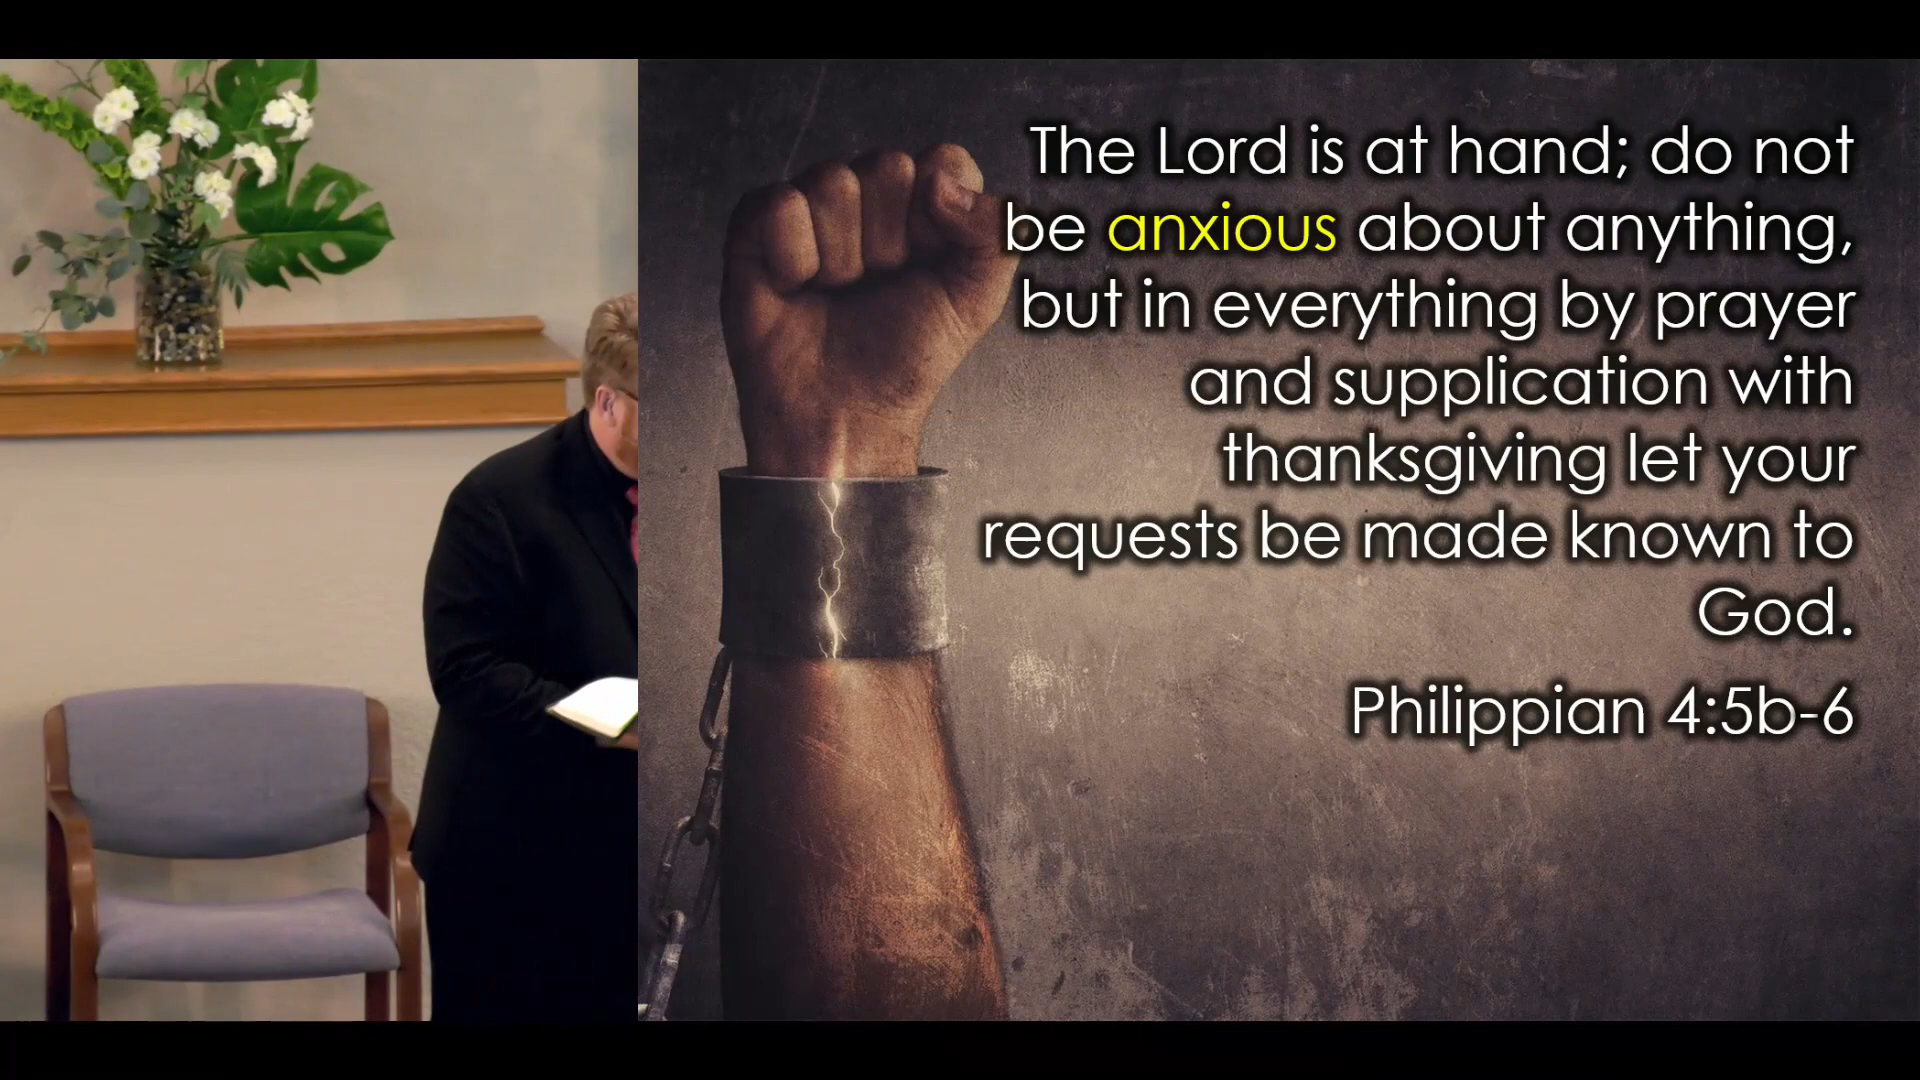 The Lord is at hand; do not
be anxious about anything,
but in everything by prayer
and supplication with
thanksgiving let your
requests be made known to
God.
Philippian 4:5b-6